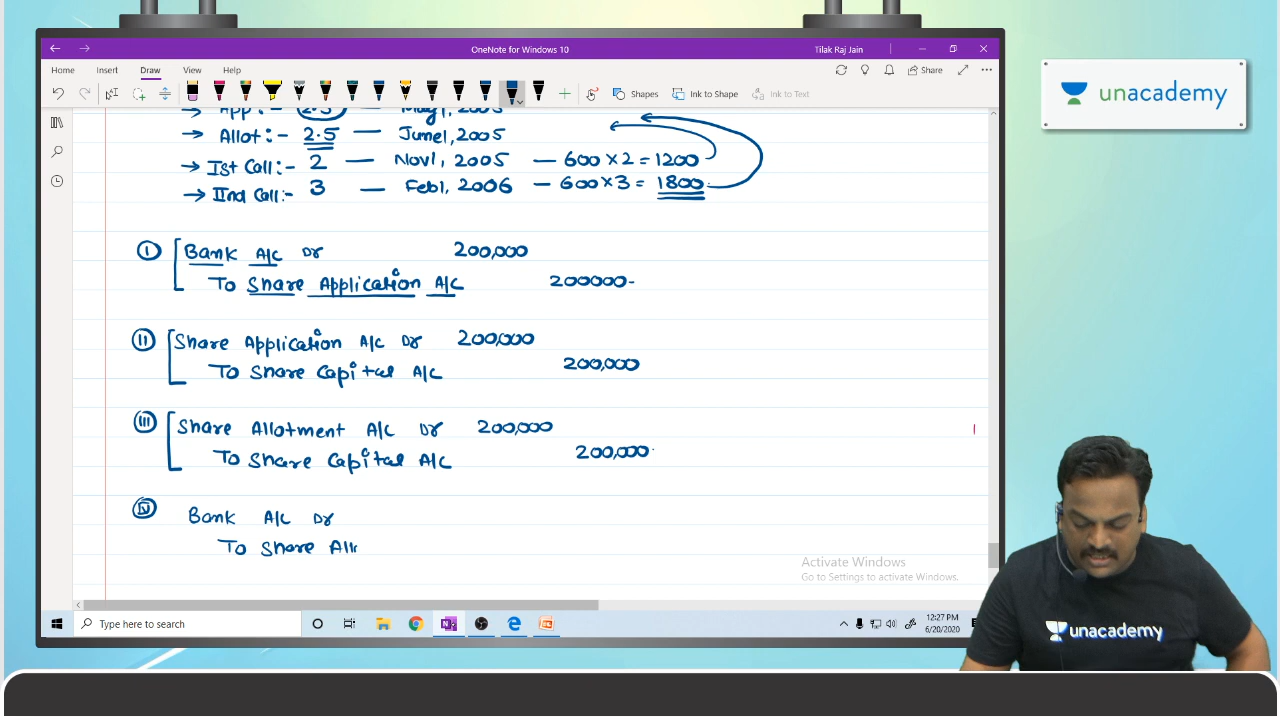 OneNote for Windows 10
Tilak Raj Jain
Home Insert Draw View Help
Share
Shapes
Ink to Shape
Ink to Text
unacademy
→ App :- 2.5 — May1, 2005
→ Allot :- 2.5 — June1, 2005
→ Ist Call :- 2 — Nov1, 2005 — 600 × 2 = 1200
→ IInd Call :- 3 — Feb1, 2006 — 600 × 3 = 1800
I Bank A/C Dr 200,000
To Share Application A/C 200000-
II Share Application A/C Dr 200,000
To Share Capital A/C 200,000
III Share Allotment A/C Dr 200,000
To Share Capital A/C 200,000
IV Bank A/C Dr
To Share All
Activate Windows
Go to Settings to activate Windows.
Type here to search
12:27 PM
6/20/2020
unacademy